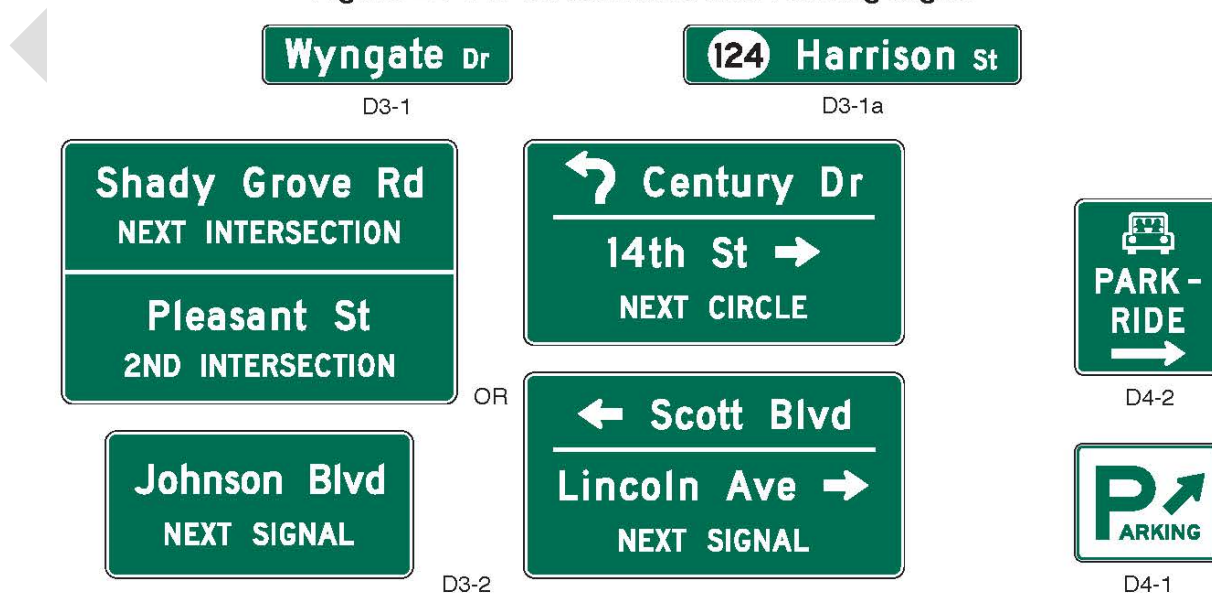 Wyngate Dr
D3-1
124 Harrison St
D3-1a
Shady Grove Rd
NEXT INTERSECTION
Pleasant St
2ND INTERSECTION
OR
Century Dr
14th St
NEXT CIRCLE
Johnson Blvd
NEXT SIGNAL
D3-2
Scott Blvd
Lincoln Ave
NEXT SIGNAL
PARK-
RIDE
D4-2
PARKING
D4-1